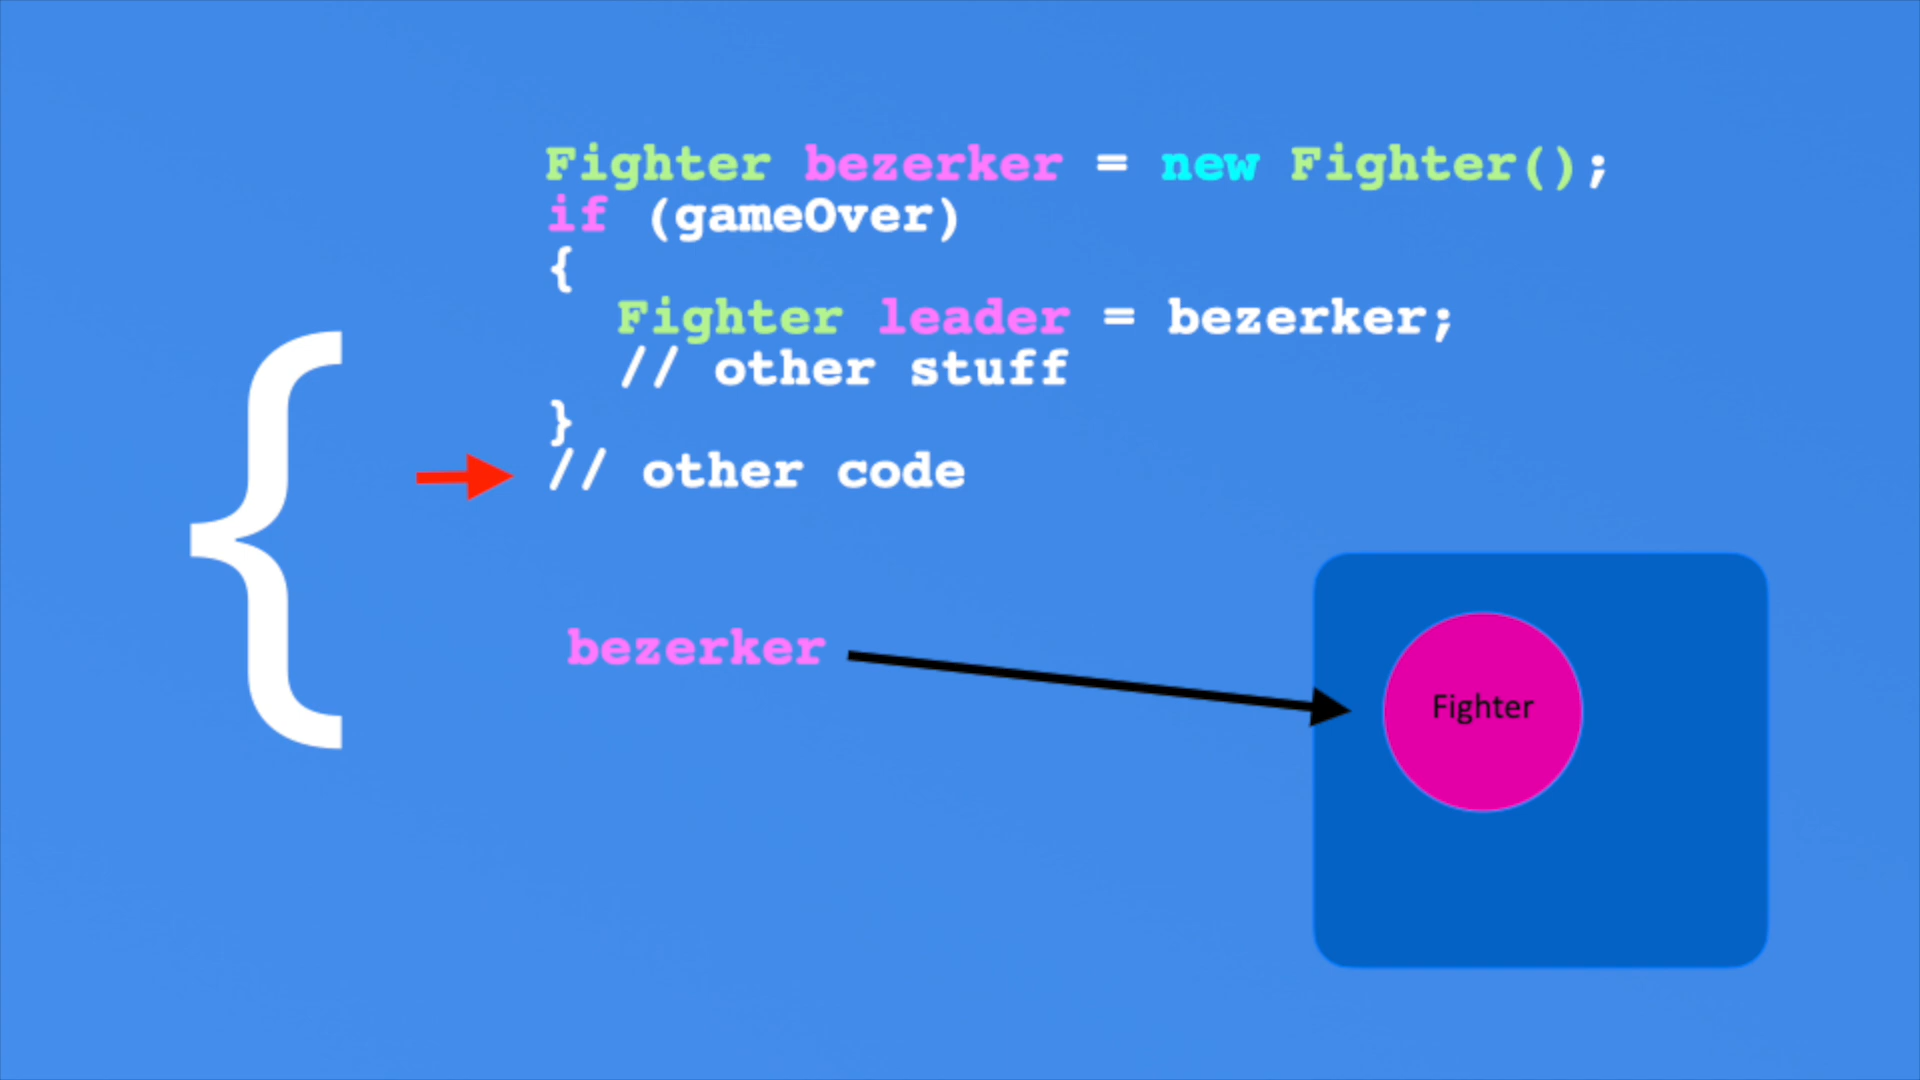 Fighter bezerker = new Fighter();
if (gameOver)
{
Fighter leader = bezerker;
// other stuff
}
// other code
{
bezerker
Fighter